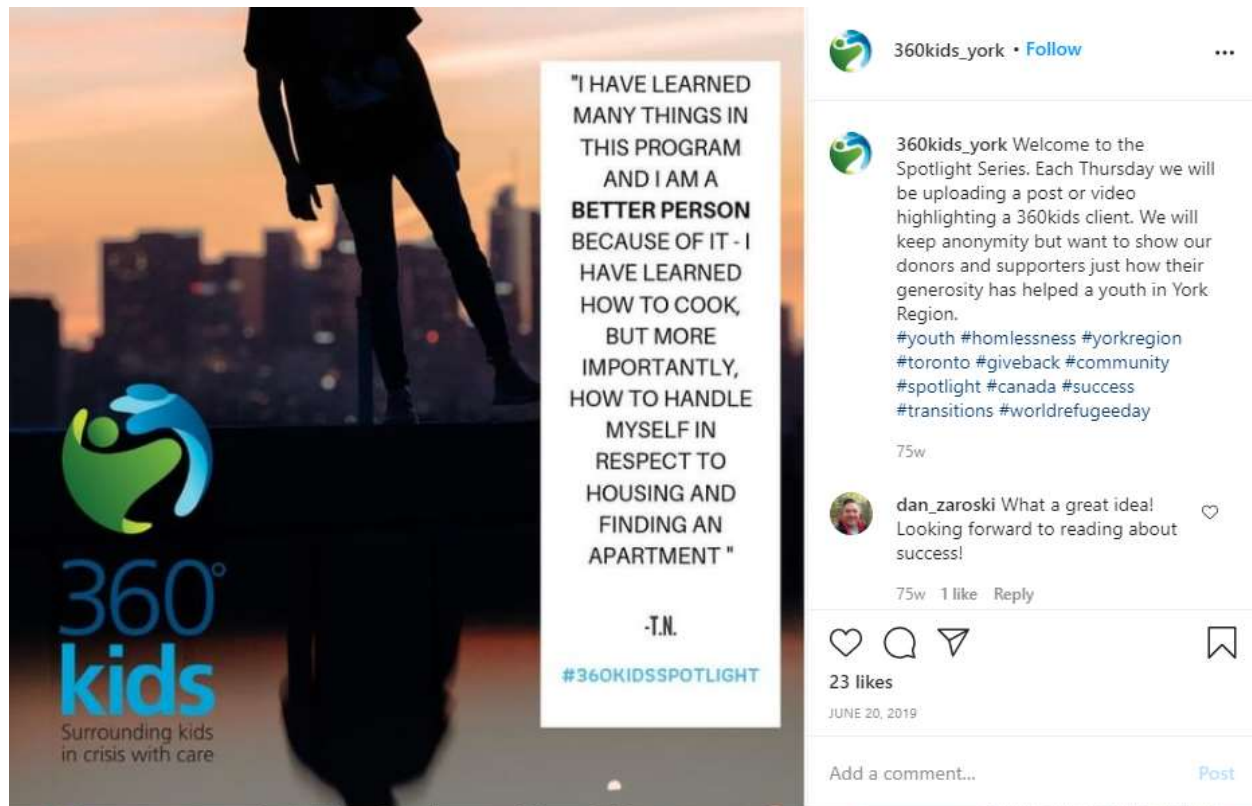 "I HAVE LEARNED
MANY THINGS IN
THIS PROGRAM
AND I AM A
BETTER PERSON
BECAUSE OF IT - I
HAVE LEARNED
HOW TO COOK,
BUT MORE
IMPORTANTLY,
HOW TO HANDLE
MYSELF IN
RESPECT TO
HOUSING AND
FINDING AN
APARTMENT "
-T.N.
#360KIDSSPOTLIGHT
360°
kids
Surrounding kids
in crisis with care
360kids_york • Follow
360kids_york Welcome to the
Spotlight Series. Each Thursday we will
be uploading a post or video
highlighting a 360kids client. We will
keep anonymity but want to show our
donors and supporters just how their
generosity has helped a youth in York
Region.
#youth #homlessness #yorkregion
#toronto #giveback #community
#spotlight #canada #success
#transitions #worldrefugeeday
75w
dan_zaroski What a great idea!
Looking forward to reading about
success!
75w 1 like Reply
23 likes
JUNE 20, 2019
Add a comment... Post